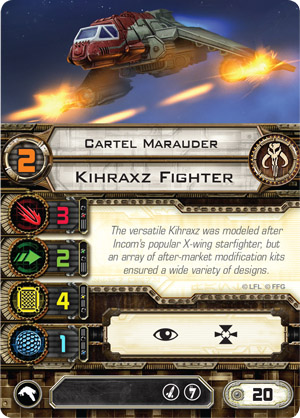 Cartel Marauder
2
Kihraxz Fighter
3
The versatile Kihraxz was modeled after
Incom's popular X-wing starfighter, but
2
an array of after-market modification kits
ensured a wide variety of designs.
4
© LFL © FFG
1
20